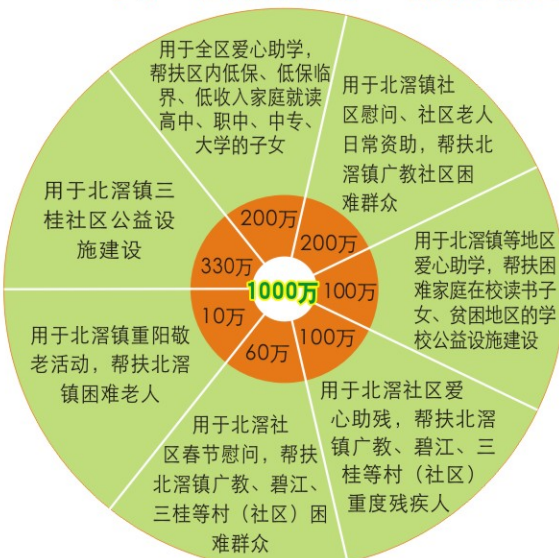 用于全区爱心助学，
帮扶区内低保、低保临
界、低收入家庭就读
高中、职中、中专、
大学的子女
用于北滘镇社
区慰问、社区老人
日常资助，帮扶北
滘镇广教社区困
难群众
用于北滘镇等地区
爱心助学，帮扶困
难家庭在校读书子
女、贫困地区的学
校公益设施建设
用于北滘社区爱
心助残，帮扶北滘
镇广教、碧江、三
桂等村（社区）
重度残疾人
用于北滘社
区春节慰问，帮扶
北滘镇广教、碧江、
三桂等村（社区）困
难群众
用于北滘镇重阳敬
老活动，帮扶北滘
镇困难老人
用于北滘镇三
桂社区公益设
施建设
200万
200万
100万
100万
60万
10万
330万
1000万